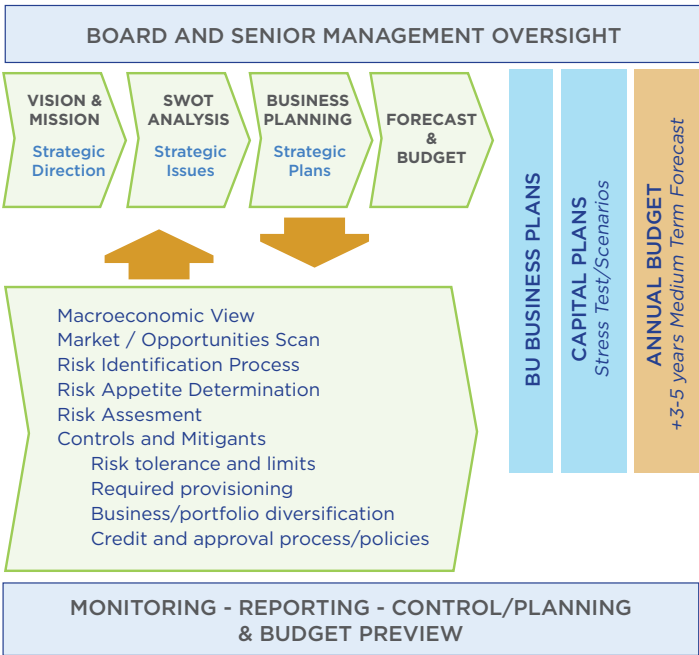 BOARD AND SENIOR MANAGEMENT OVERSIGHT
VISION &
MISSION
Strategic
Direction
SWOT
ANALYSIS
Strategic
Issues
BUSINESS
PLANNING
Strategic
Plans
FORECAST
&
BUDGET
BU BUSINESS PLANS
CAPITAL PLANS
Stress Test/Scenarios
ANNUAL BUDGET
+3-5 years Medium Term Forecast
Macroeconomic View
Market / Opportunities Scan
Risk Identification Process
Risk Appetite Determination
Risk Assesment
Controls and Mitigants
Risk tolerance and limits
Required provisioning
Business/portfolio diversification
Credit and approval process/policies
MONITORING - REPORTING - CONTROL/PLANNING
& BUDGET PREVIEW